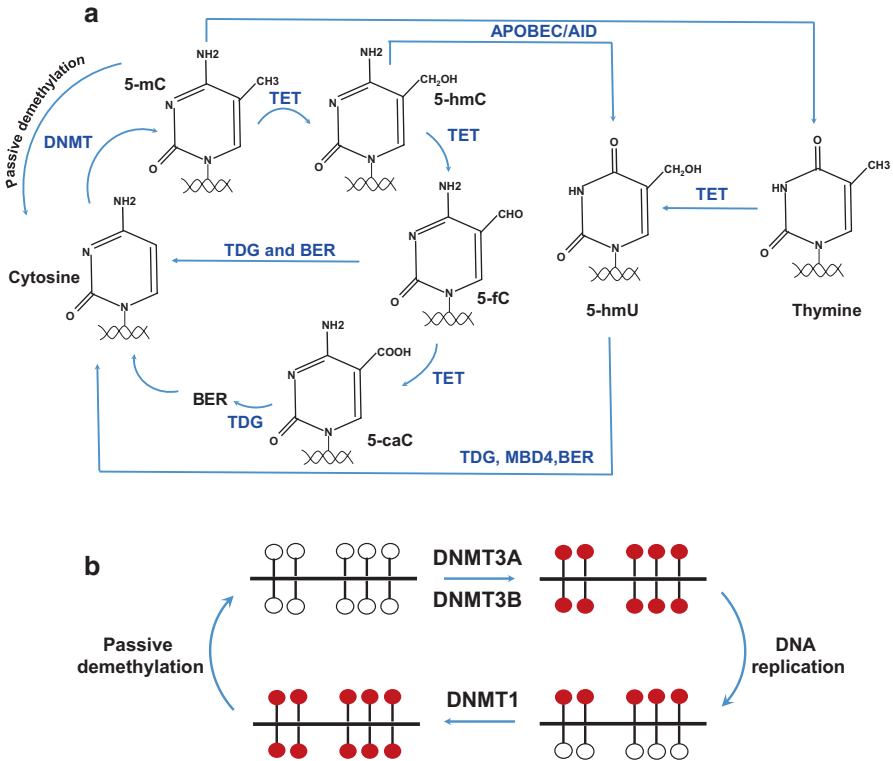 a
APOBEC/AID
Passive demethylation
NH2
5-mC
CH3
N
O
N
DNMT
TET
NH2
CH2OH
5-hmC
N
O
N
TET
NH2
CHO
N
O
N
5-fC
O
CH2OH
HN
O
N
5-hmU
TET
O
CH3
HN
O
N
Thymine
NH2
N
Cytosine
O
N
TDG and BER
NH2
COOH
N
O
N
5-caC
TET
BER
TDG
TDG, MBD4,BER
b
DNMT3A
DNMT3B
Passive
demethylation
DNA
replication
DNMT1